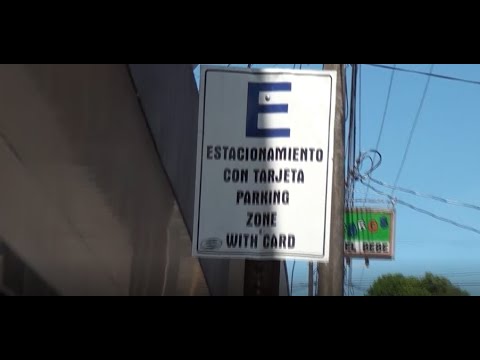 E
ESTACIONAMIENTO
CON TARJETA
PARKING
ZONE
WITH CARD
EL BEBE